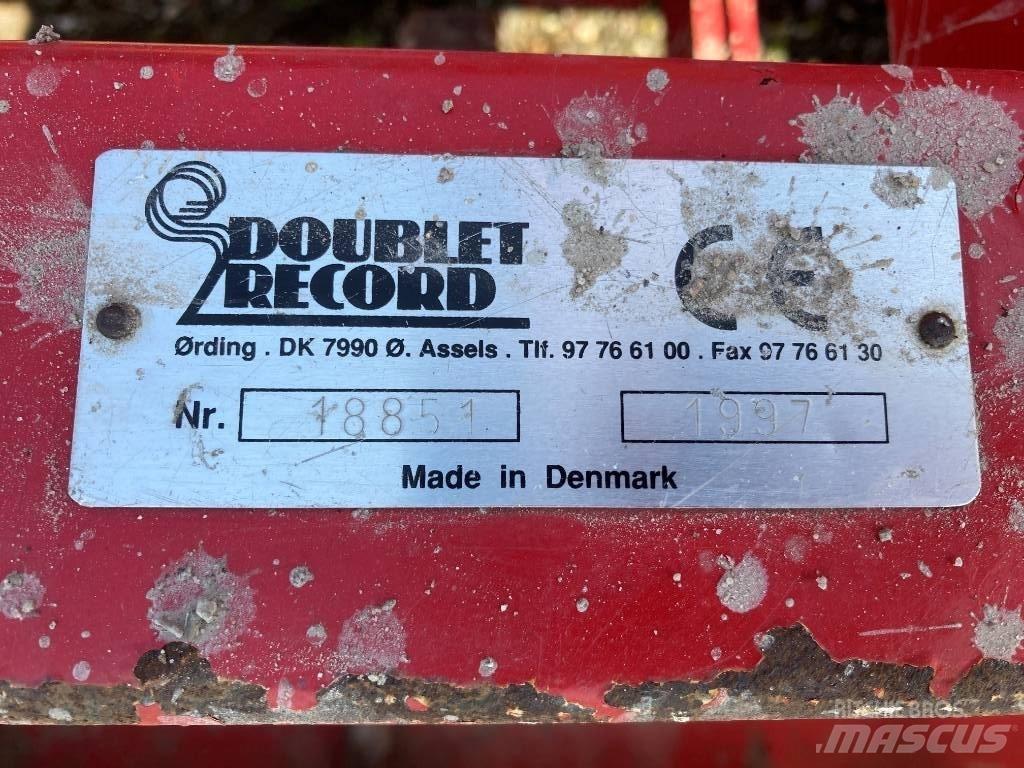 DOUBLET
RECORD
CE
Ørding . DK 7990 Ø. Assels . Tlf. 97 76 61 00 . Fax 97 76 61 30
Nr. 18851 1997
Made in Denmark
MASCUS